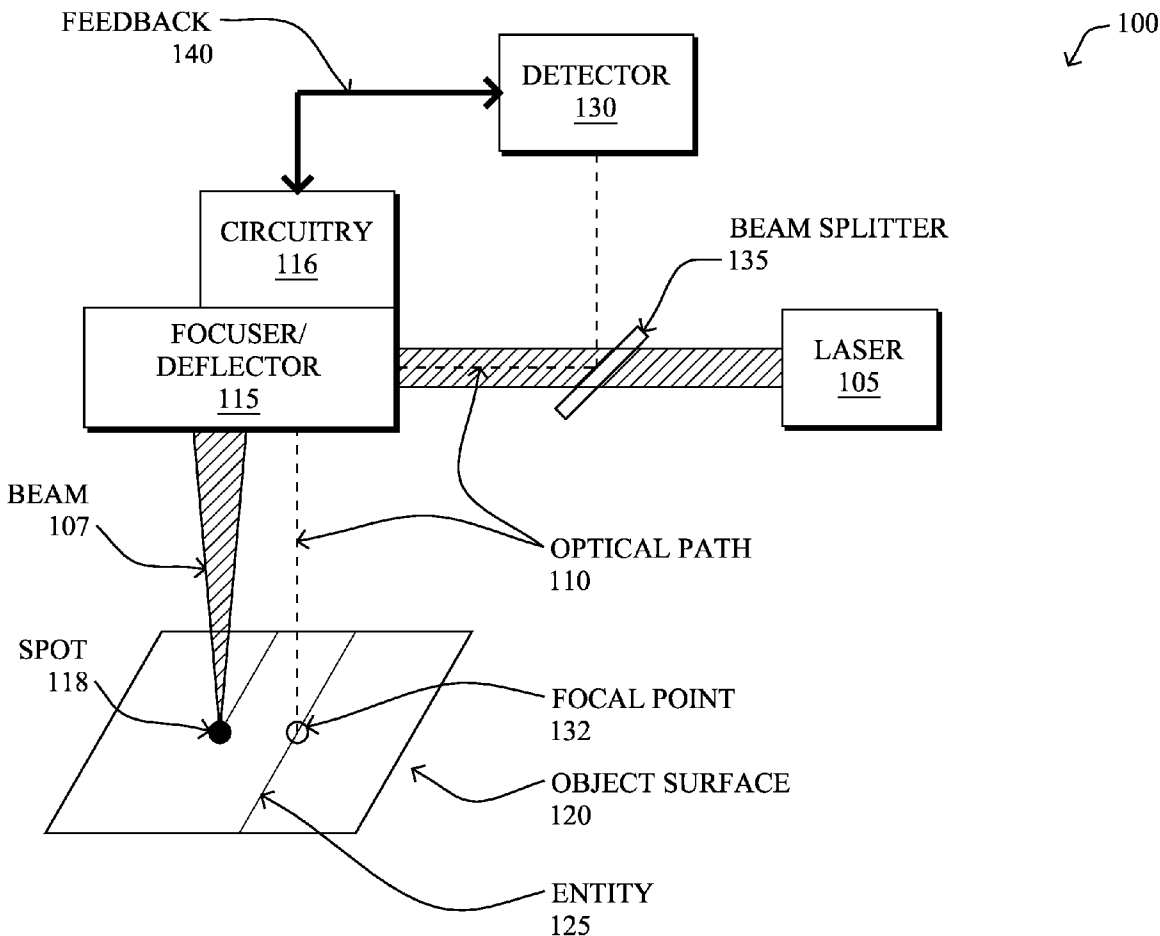 FEEDBACK
140
100
DETECTOR
130
CIRCUITRY
116
BEAM SPLITTER
135
FOCUSER/
DEFLECTOR
115
LASER
105
BEAM
107
OPTICAL PATH
110
SPOT
118
FOCAL POINT
132
OBJECT SURFACE
120
ENTITY
125